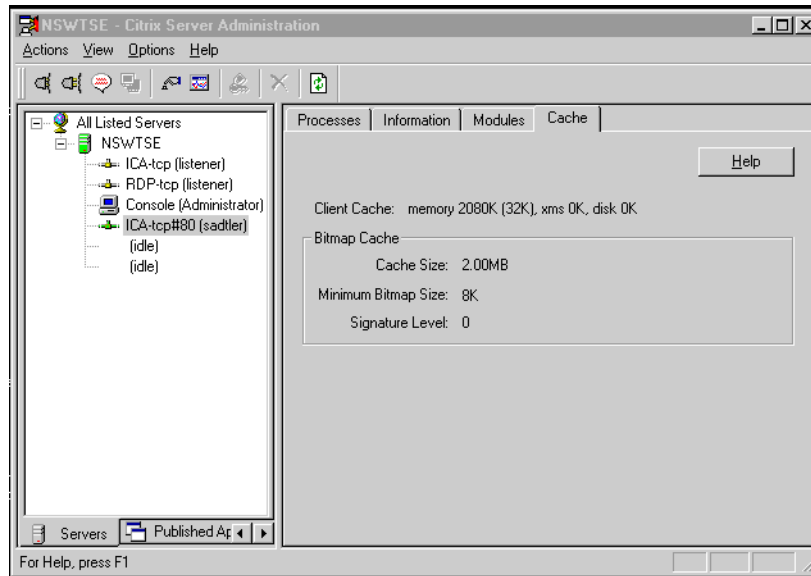 NSWTSE - Citrix Server Administration
Actions View Options Help
All Listed Servers
NSWTSE
ICA-tcp (listener)
RDP-tcp (listener)
Console (Administrator)
ICA-tcp#80 (sadtler)
(idle)
(idle)
Servers Published Ap
Processes Information Modules Cache
Help
Client Cache: memory 2080K (32K), xms 0K, disk 0K
Bitmap Cache
Cache Size: 2.00MB
Minimum Bitmap Size: 8K
Signature Level: 0
For Help, press F1